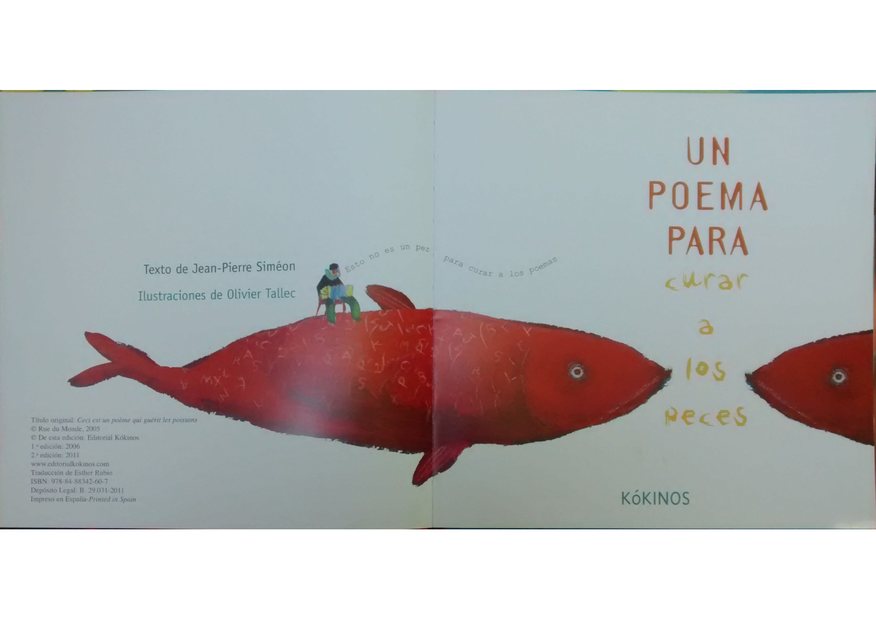 Texto de Jean-Pierre Siméon
Ilustraciones de Olivier Tallec
Esto no es un pez para curar a los poemas
Título original: Ceci est un poème qui guérit les poissons
© Rue du Monde, 2005
© De esta edición: Editorial Kókinos
1.ª edición: 2006
2.ª edición: 2011
www.editorialkokinos.com
Traducción de Esther Rubio
ISBN: 978-84-88342-60-7
Depósito Legal: B. 29.031-2011
Impreso en España-Printed in Spain
UN
POEMA
PARA
curar
a
los
peces
KóKINOS